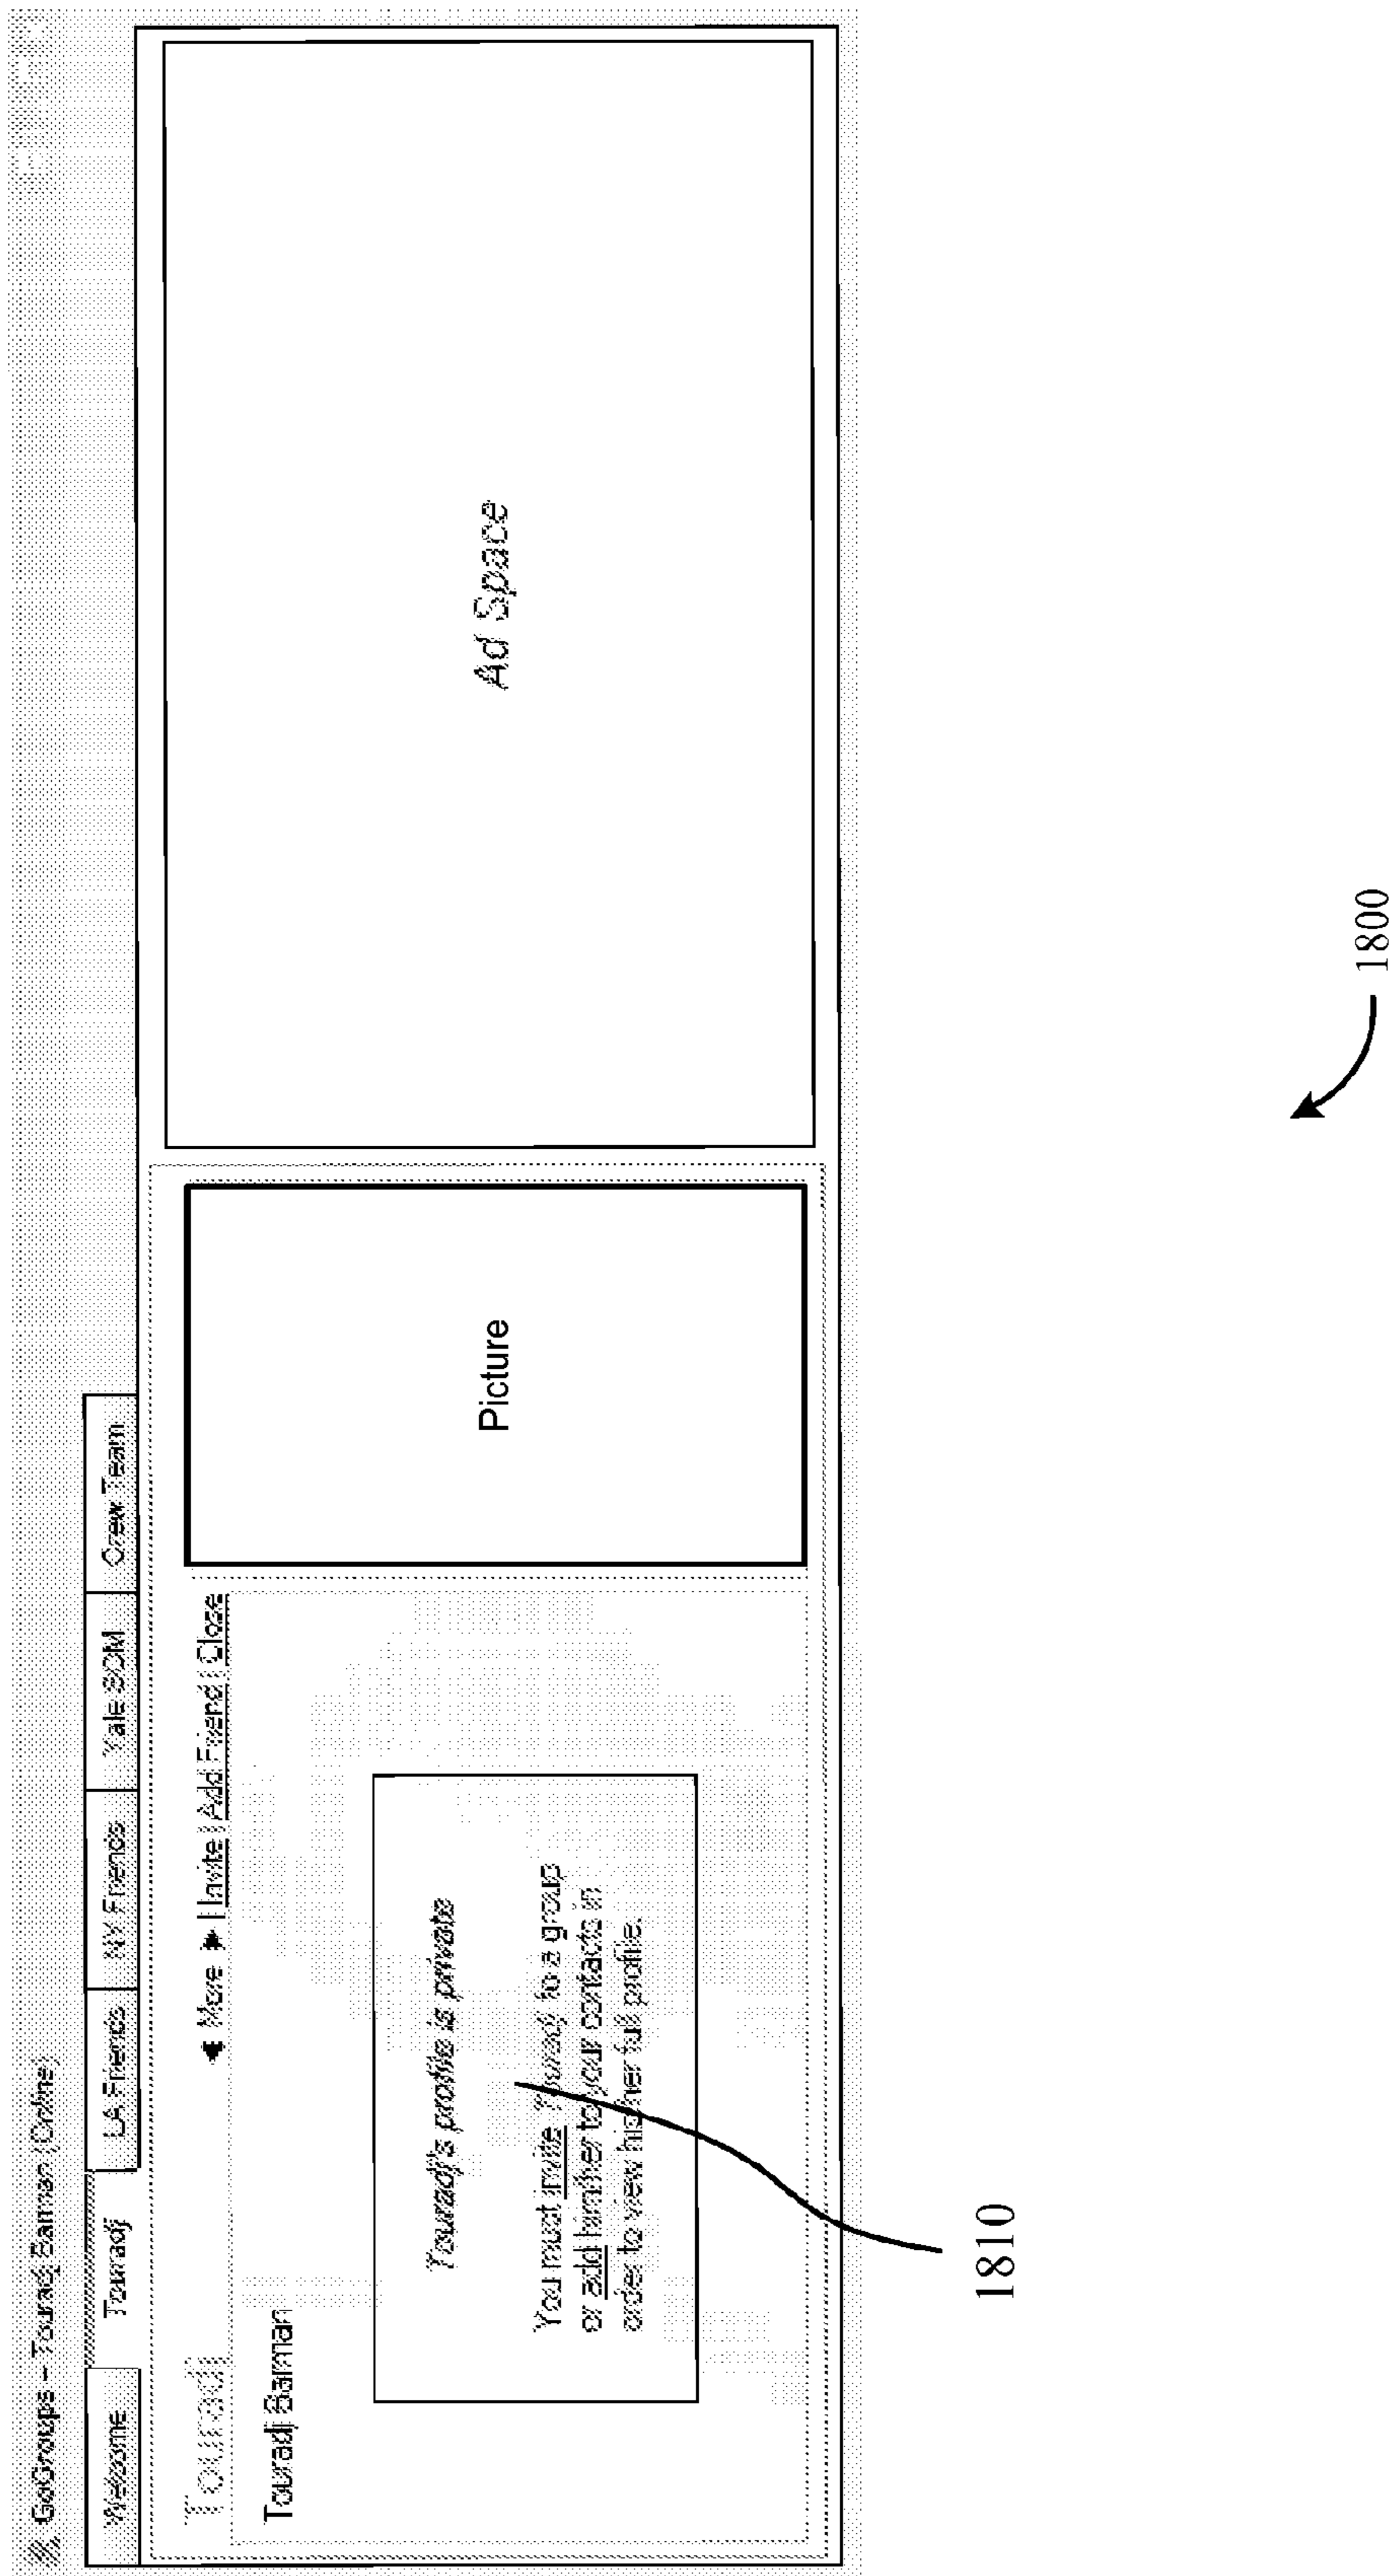 GoGroups – Touradj Barman (Online)
Welcome Touradj LA Friends NY Friends Yale SOM Crew Team
Touradj
◀ More ▶ | Invite | Add Friend | Close
Touradj Barman
Touradj's profile is private
You must invite Touradj to a group
or add him/her to your contacts in
order to view his/her full profile.
Picture
Ad Space
1810
1800